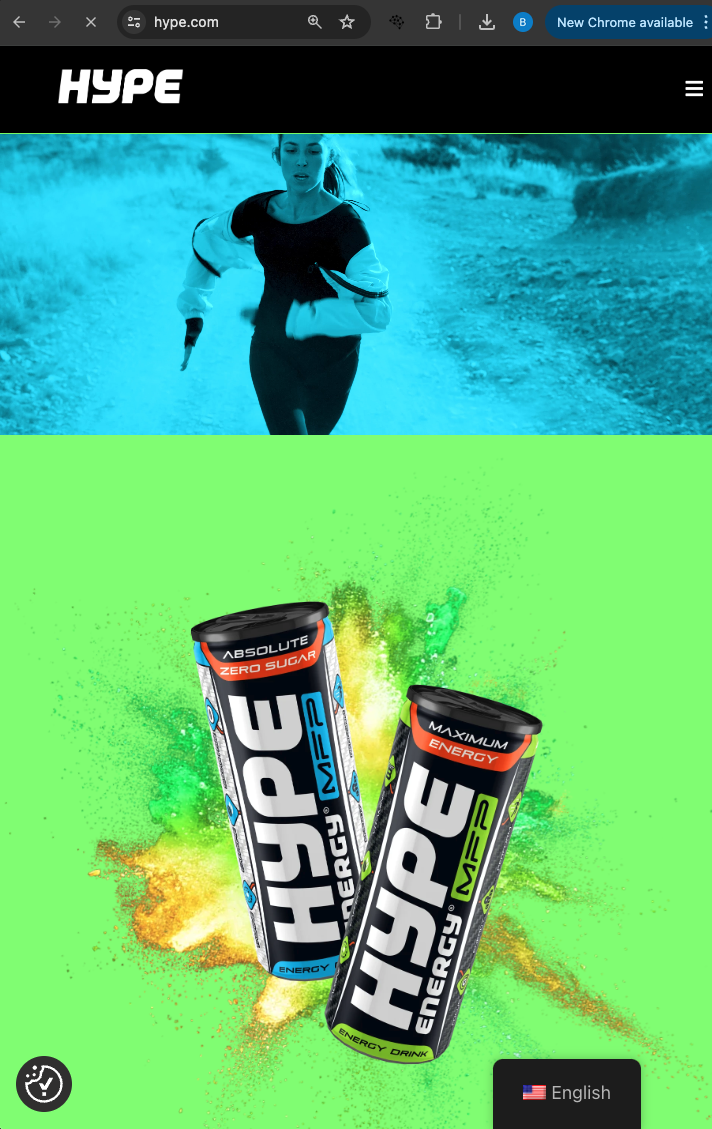 hype.com
B
New Chrome available
HYPE
ABSOLUTE
ZERO SUGAR
HYPE
ENERGY®
MFP
ENERGY
MAXIMUM
ENERGY
HYPE
ENERGY®
MFP
ENERGY DRINK
English